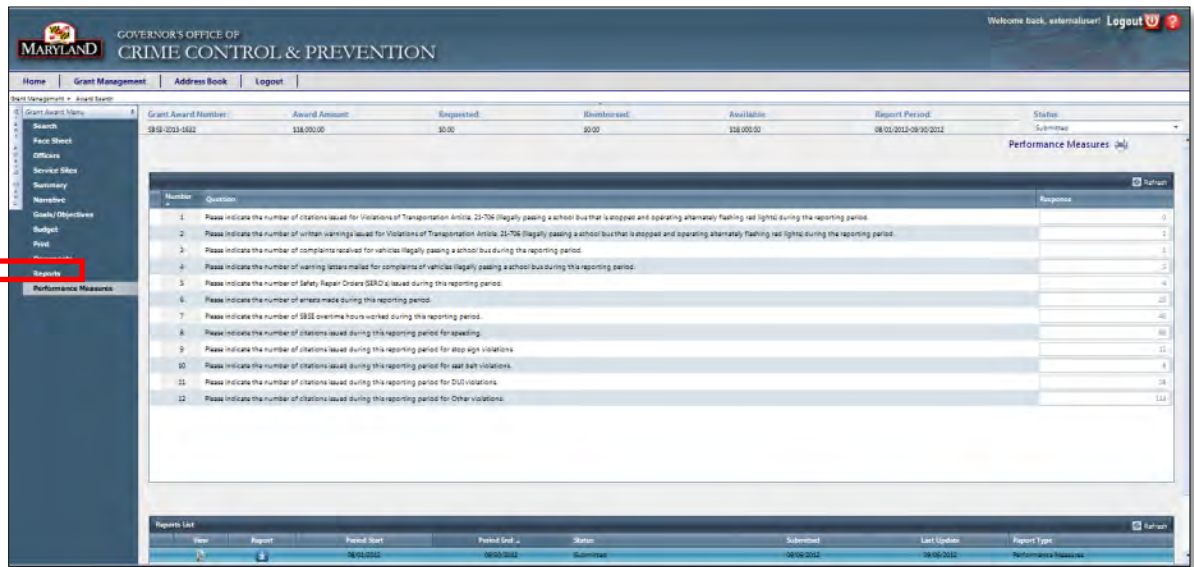 Welcome back, externaluser! Logout
MARYLAND
GOVERNOR'S OFFICE OF
CRIME CONTROL & PREVENTION
Home | Grant Management | Address Book | Logout |
Grant Management Award Search
Grant Award Menu
Search
Face Sheet
Officers
Service Sites
Summary
Narrative
Goals/Objectives
Budget
Print
Documents
Reports
Performance Measures
Grant Award Number Award Amount Requested Reimbursed Available Report Period Status
$0.00 $0.00 Submitted
Performance Measures
Refresh
Number Question Response
1 Please indicate the number of citations issued for Violations of Transportation Article, 21-706 (illegally passing a school bus that is stopped and operating alternately flashing red lights) during the reporting period.
2 Please indicate the number of written warnings issued for Violations of Transportation Article, 21-706 (illegally passing a school bus that is stopped and operating alternately flashing red lights) during the reporting period.
3 Please indicate the number of complaints received for vehicles illegally passing a school bus during the reporting period.
4 Please indicate the number of warning letters mailed for complaints of vehicles illegally passing a school bus during this reporting period.
5 Please indicate the number of Safety Repair Orders (SERO's) issued during this reporting period.
6 Please indicate the number of arrests made during this reporting period.
7 Please indicate the number of SBSE overtime hours worked during this reporting period.
8 Please indicate the number of citations issued during this reporting period for speeding.
9 Please indicate the number of citations issued during this reporting period for stop sign violations.
10 Please indicate the number of citations issued during this reporting period for seat belt violations.
11 Please indicate the number of citations issued during this reporting period for DUI violations.
12 Please indicate the number of citations issued during this reporting period for Other violations.
Reports List Refresh
View Report Period Start Period End Status Submitted Last Update Report Type
Submitted Performance Measures